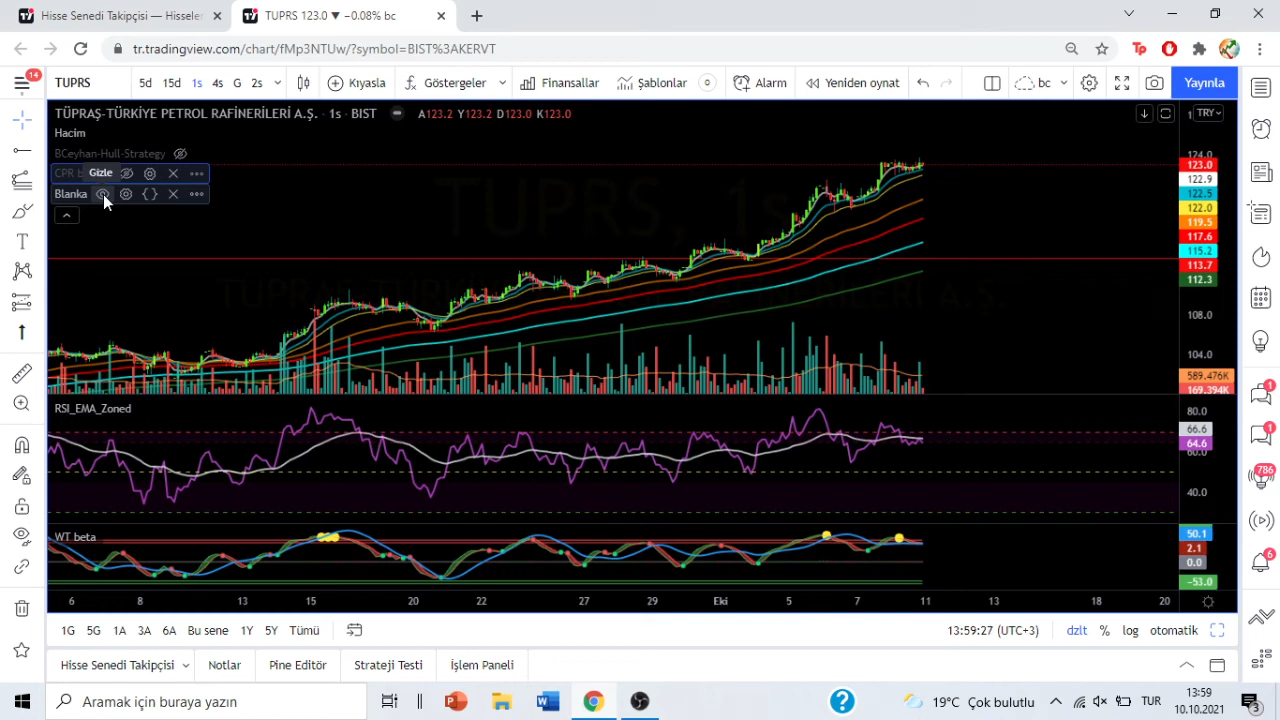 Hisse Senedi Takipçisi — Hisseler
TUPRS 123.0 ▼ −0.08% bc
tr.tradingview.com/chart/fMp3NTUw/?symbol=BIST%3AKERVT
14
TUPRS
5d 15d 1s 4s G 2s
Kıyasla
Göstergeler
Finansallar
Şablonlar
Alarm
Yeniden oynat
bc
Yayınla
TÜPRAŞ-TÜRKİYE PETROL RAFİNERİLERİ A.Ş. · 1s · BIST
A123.2 Y123.2 D123.0 K123.0
TRY
Hacim
BCeyhan-Hull-Strategy
CPR
Gizle
Blanka
TUPRS, 1s
124.0
123.0
122.9
122.5
122.0
119.5
117.6
115.2
113.7
112.3
108.0
104.0
589.476K
169.394K
RSI_EMA_Zoned
80.0
66.6
64.6
60.0
40.0
WT beta
50.1
2.1
0.0
−53.0
6 8 13 15 20 22 27 29 Eki 5 7 11 13 18 20
1G 5G 1A 3A 6A Bu sene 1Y 5Y Tümü
13:59:27 (UTC+3)
dzlt % log otomatik
Hisse Senedi Takipçisi
Notlar
Pine Editör
Strateji Testi
İşlem Paneli
1
1
786
6
Aramak için buraya yazın
19°C Çok bulutlu
TUR
13:59
10.10.2021
3